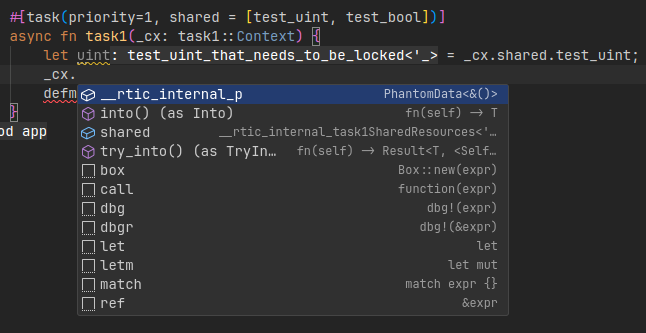 #[task(priority=1, shared = [test_uint, test_bool])]
async fn task1(_cx: task1::Context) {
let uint: test_uint_that_needs_to_be_locked<'_> = _cx.shared.test_uint;
_cx.
defm
}
od app
__rtic_internal_p PhantomData<&()>
into() (as Into) fn(self) -> T
shared __rtic_internal_task1SharedResources<'…
try_into() (as TryIn… fn(self) -> Result<T, <Self…
box Box::new(expr)
call function(expr)
dbg dbg!(expr)
dbgr dbg!(&expr)
let let
letm let mut
match match expr {}
ref &expr